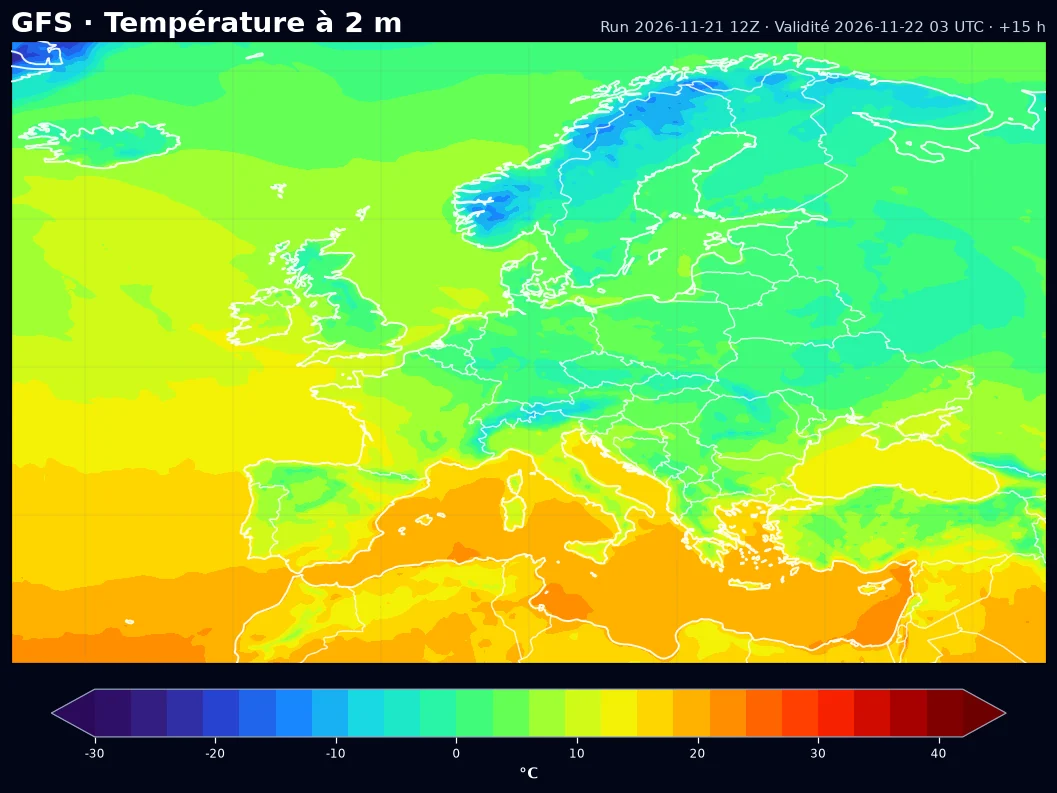 GFS · Température à 2 m
Run 2026-11-21 12Z · Validité 2026-11-22 03 UTC · +15 h
-30 -20 -10 0 10 20 30 40
°C